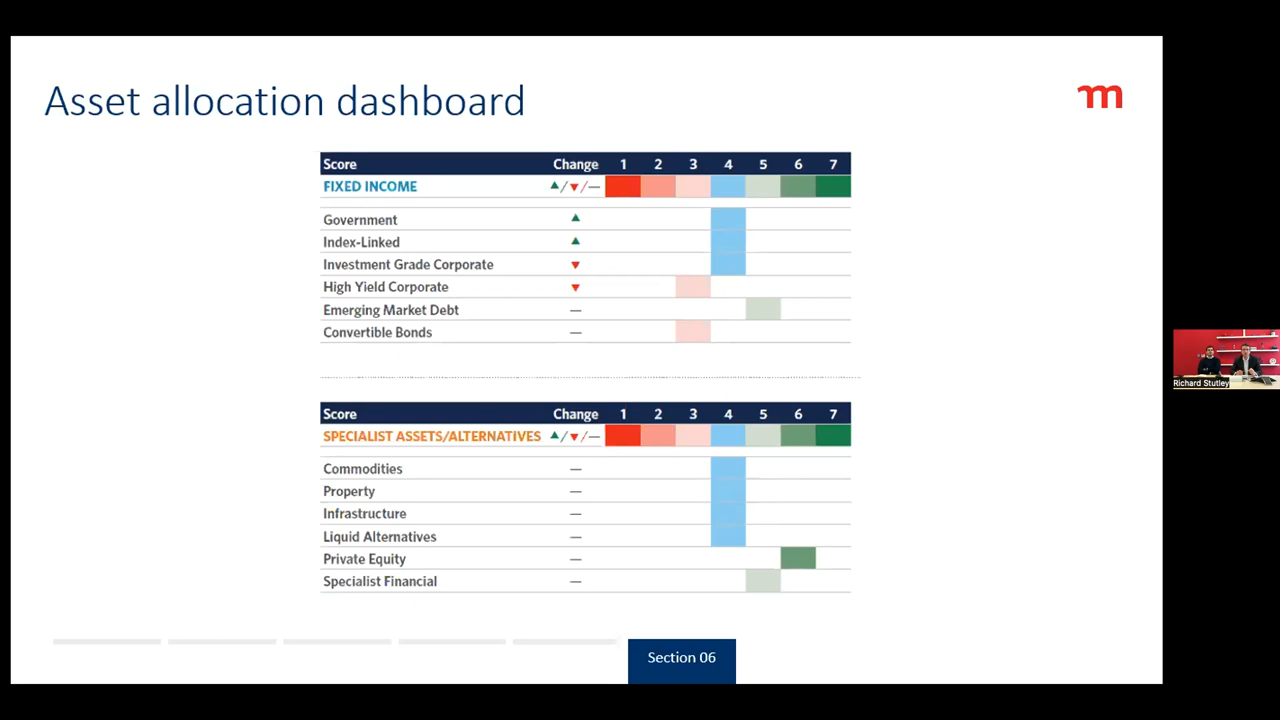 Asset allocation dashboard
m
Score Change 1 2 3 4 5 6 7
FIXED INCOME ▲/▼/—
Government ▲
Index-Linked ▲
Investment Grade Corporate ▼
High Yield Corporate ▼
Emerging Market Debt —
Convertible Bonds —
Score Change 1 2 3 4 5 6 7
SPECIALIST ASSETS/ALTERNATIVES ▲/▼/—
Commodities —
Property —
Infrastructure —
Liquid Alternatives —
Private Equity —
Specialist Financial —
Richard Stutley
Section 06